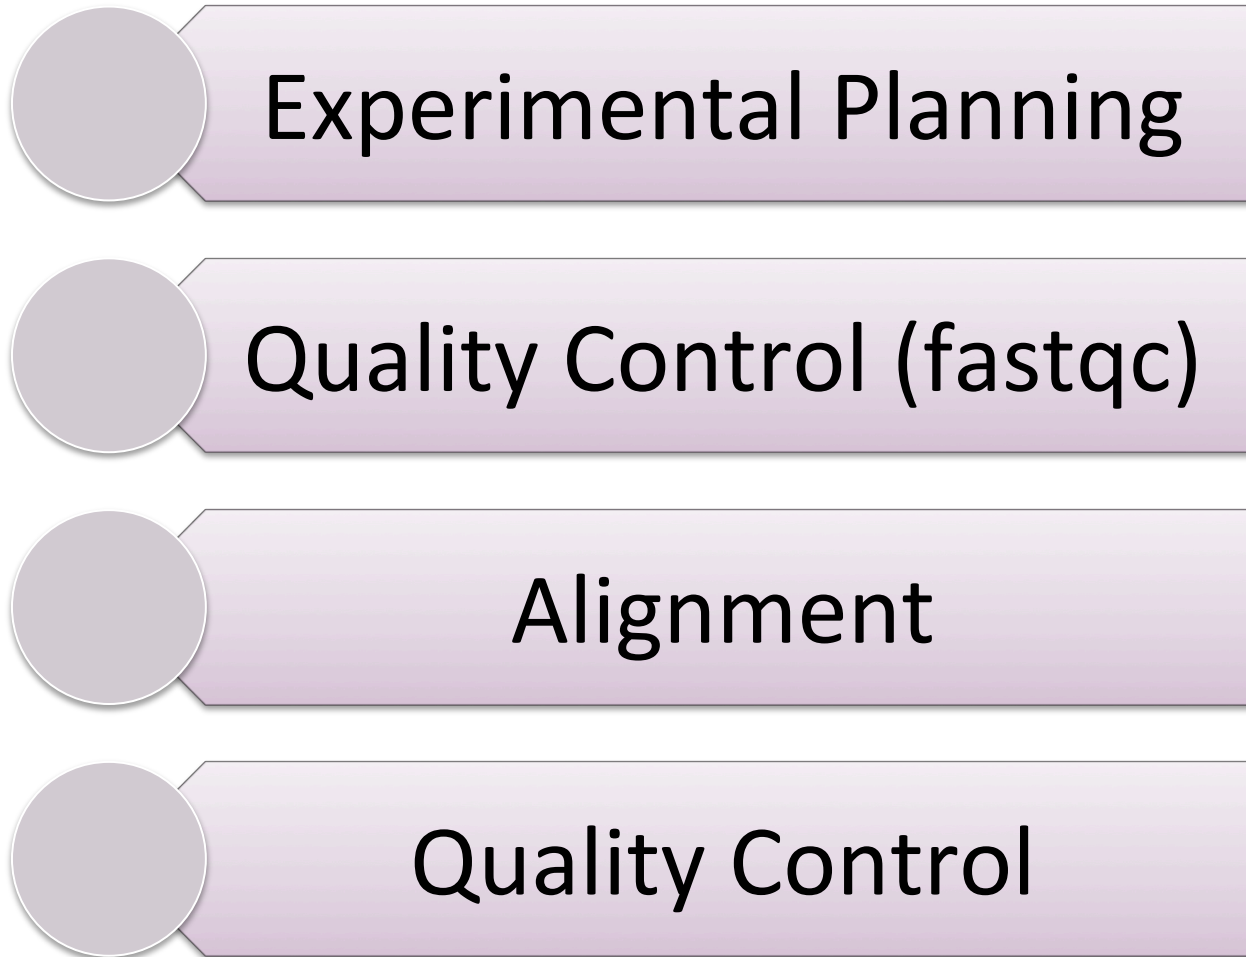 Experimental Planning
Quality Control (fastqc)
Alignment
Quality Control